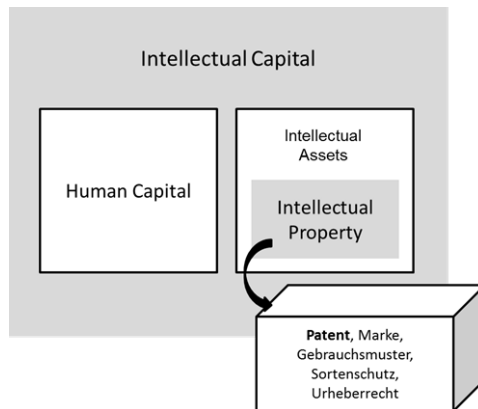 Intellectual Capital
Human Capital
Intellectual
Assets
Intellectual
Property
Patent, Marke,
Gebrauchsmuster,
Sortenschutz,
Urheberrecht